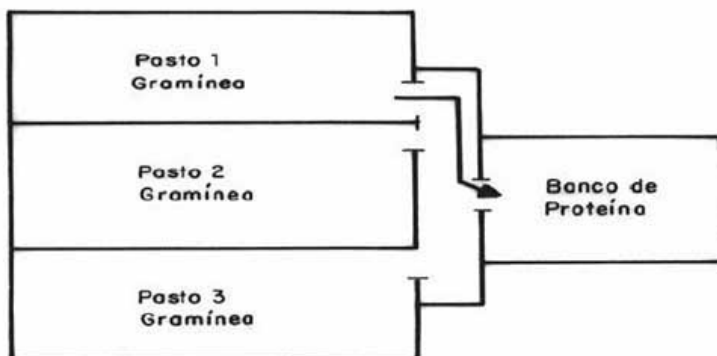 Pasto 1
Gramínea
Pasto 2
Gramínea
Banco de
Proteína
Pasto 3
Gramínea